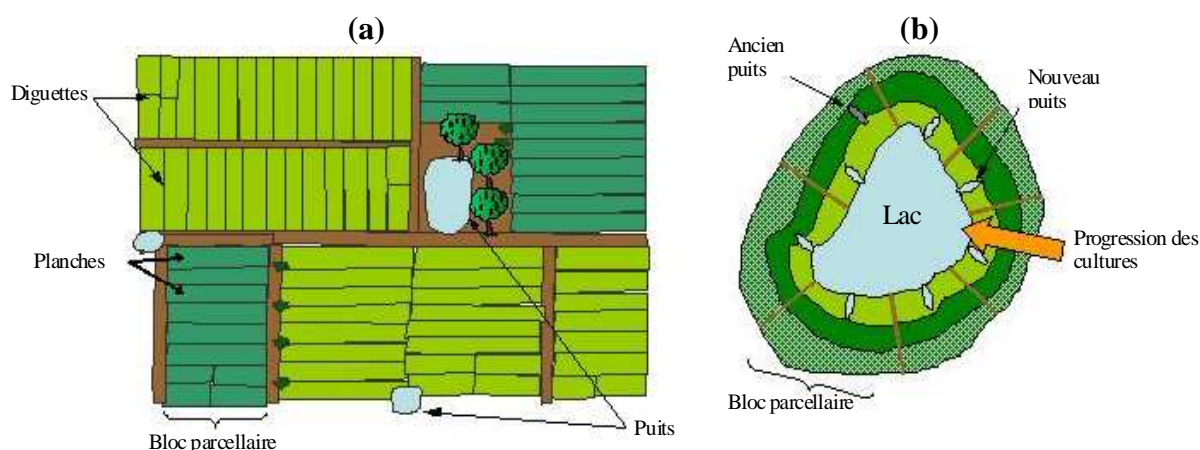 (a)
Diguettes
Planches
Bloc parcellaire
Puits
(b)
Ancien
puits
Nouveau
puits
Lac
Progression des
cultures
Bloc parcellaire